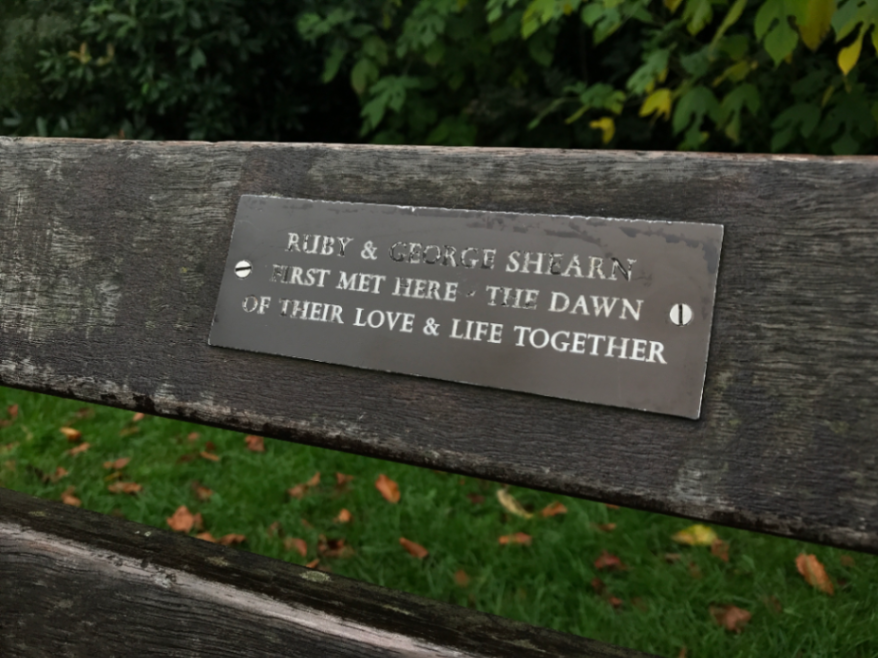 RUBY & GEORGE SHEARN
FIRST MET HERE - THE DAWN
OF THEIR LOVE & LIFE TOGETHER